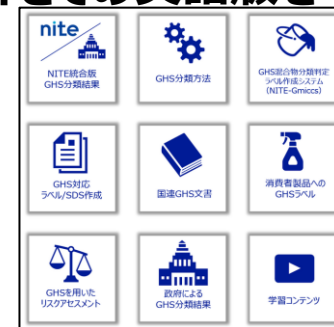 nite
NITE統合版
GHS分類結果
GHS分類方法
GHS混合物分類判定
ラベル作成システム
(NITE-Gmiccs)
GHS対応
ラベル/SDS作成
国連GHS文書
消費者製品への
GHSラベル
GHSを用いた
リスクアセスメント
政府による
GHS分類結果
学習コンテンツ